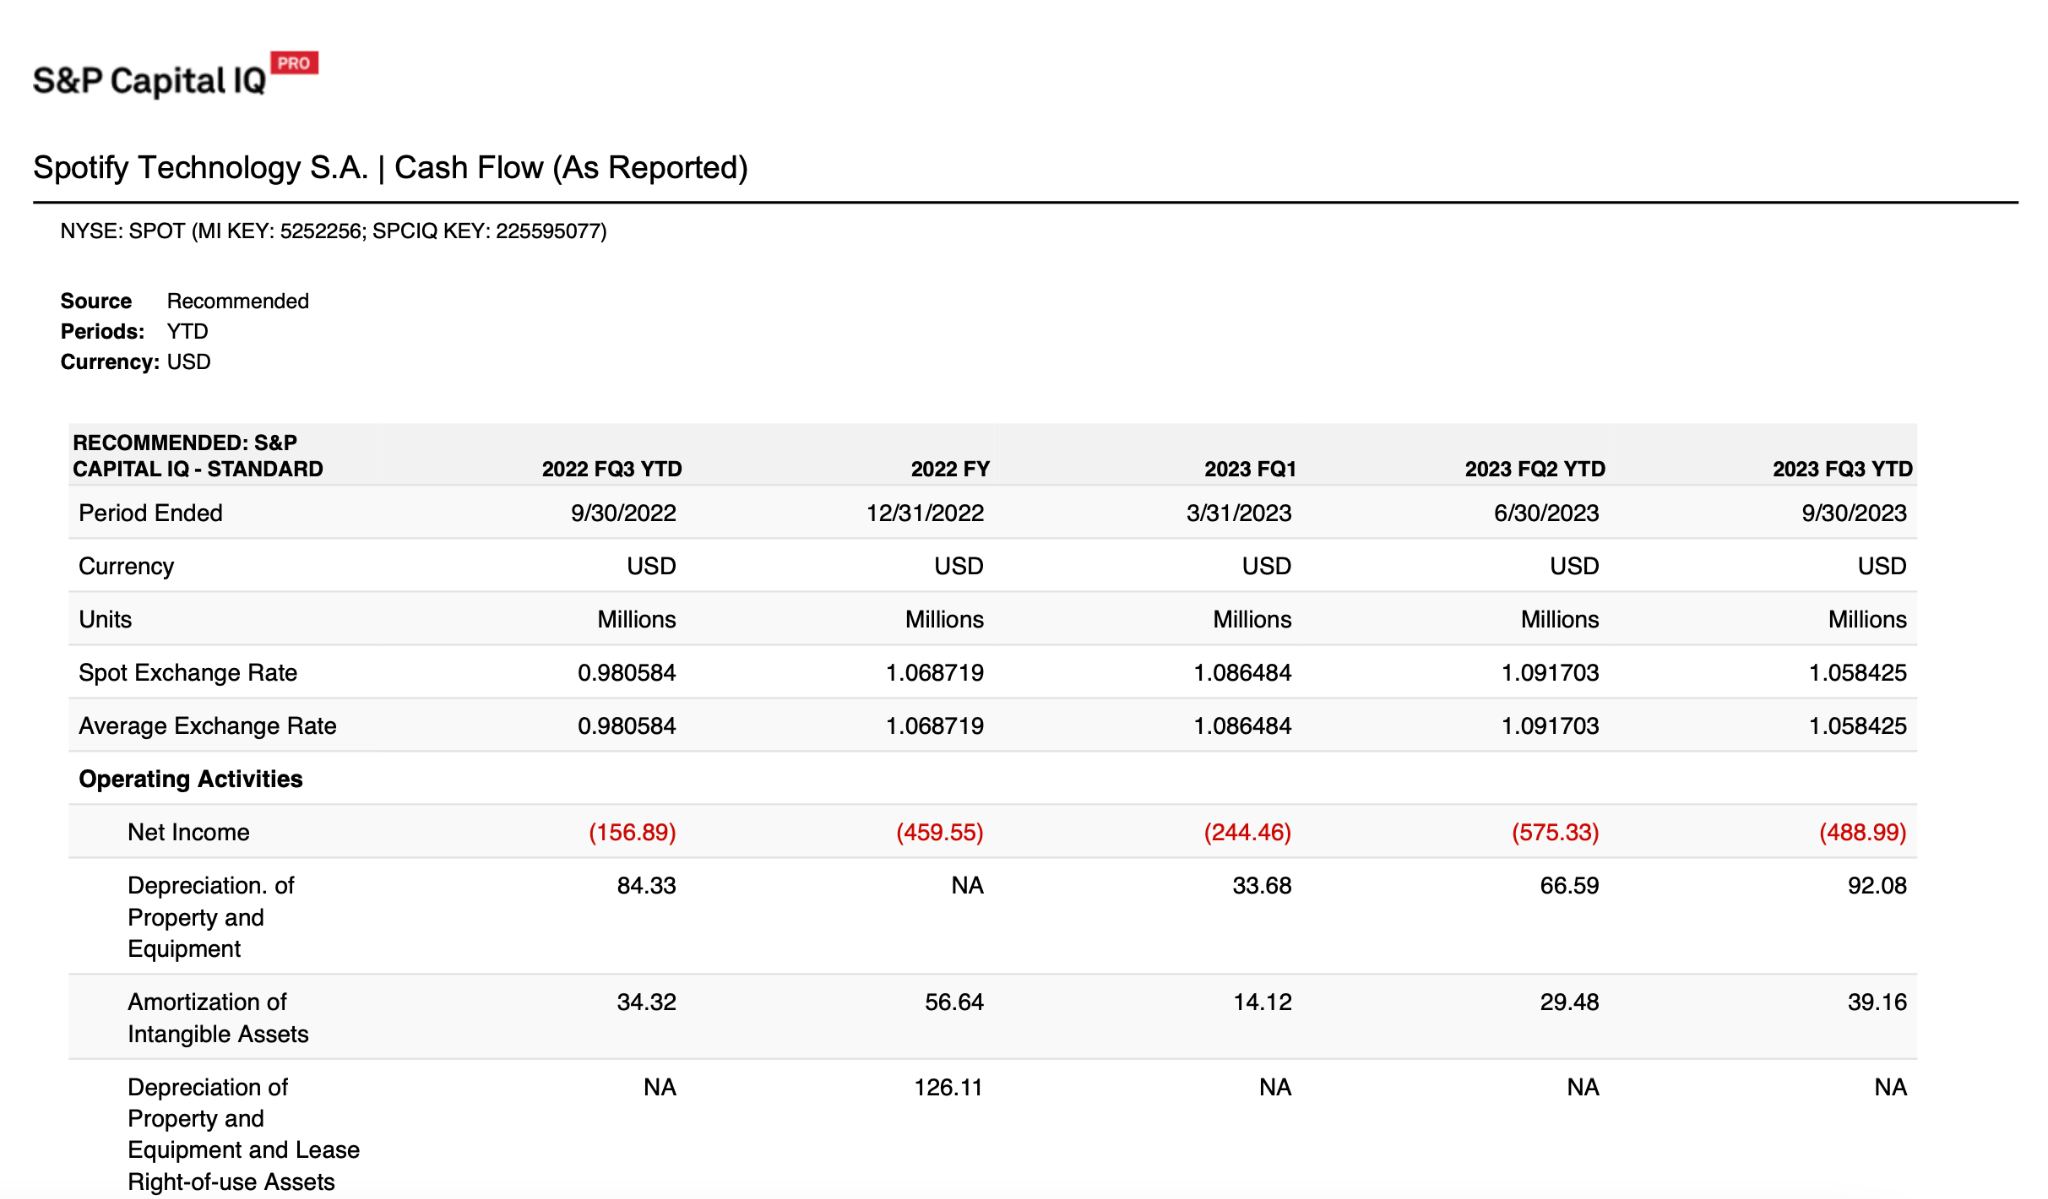 S&P Capital IQ PRO
Spotify Technology S.A. | Cash Flow (As Reported)
NYSE: SPOT (MI KEY: 5252256; SPCIQ KEY: 225595077)
Source Recommended
Periods: YTD
Currency: USD
RECOMMENDED: S&P
CAPITAL IQ - STANDARD 2022 FQ3 YTD 2022 FY 2023 FQ1 2023 FQ2 YTD 2023 FQ3 YTD
Period Ended 9/30/2022 12/31/2022 3/31/2023 6/30/2023 9/30/2023
Currency USD USD USD USD USD
Units Millions Millions Millions Millions Millions
Spot Exchange Rate 0.980584 1.068719 1.086484 1.091703 1.058425
Average Exchange Rate 0.980584 1.068719 1.086484 1.091703 1.058425
Operating Activities
Net Income (156.89) (459.55) (244.46) (575.33) (488.99)
Depreciation. of 84.33 NA 33.68 66.59 92.08
Property and
Equipment
Amortization of 34.32 56.64 14.12 29.48 39.16
Intangible Assets
Depreciation of NA 126.11 NA NA NA
Property and
Equipment and Lease
Right-of-use Assets